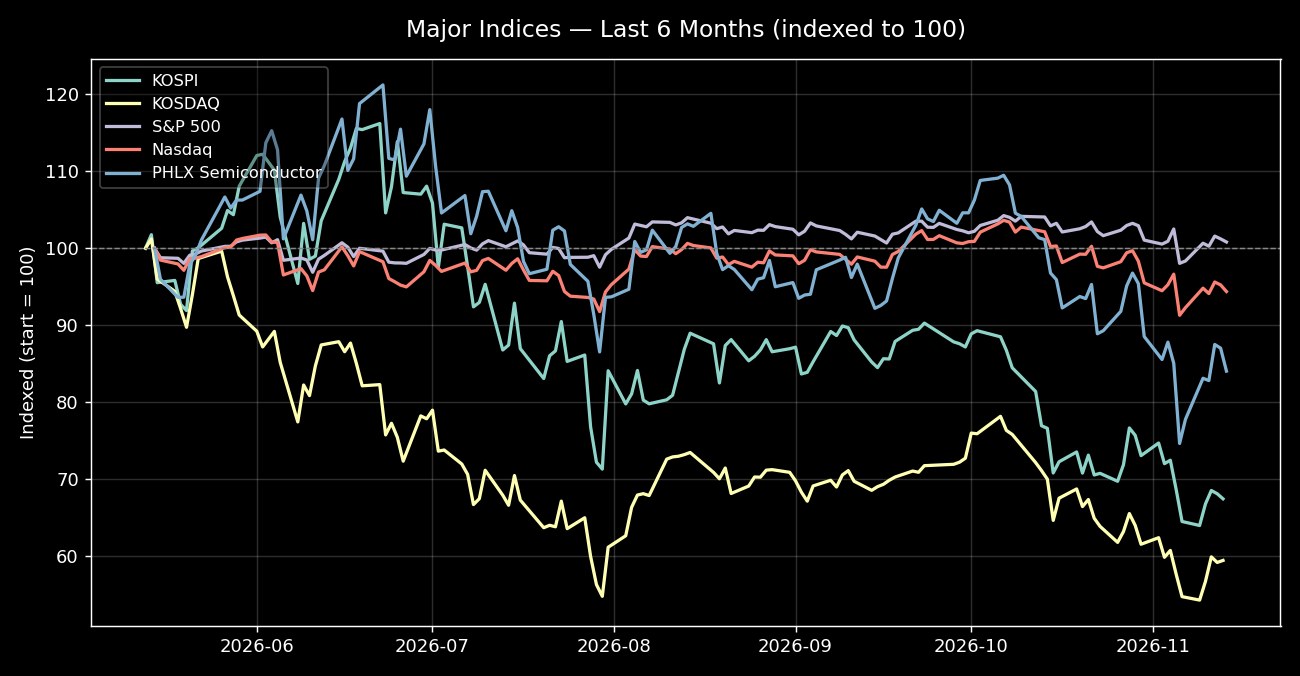 Major Indices — Last 6 Months (indexed to 100)
KOSPI
KOSDAQ
S&P 500
Nasdaq
PHLX Semiconductor
Indexed (start = 100)
120
110
100
90
80
70
60
2026-06
2026-07
2026-08
2026-09
2026-10
2026-11